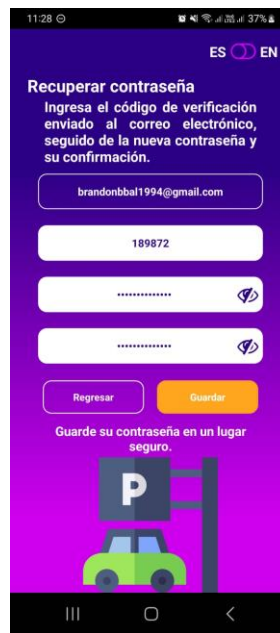 11:28
37%
ES EN
Recuperar contraseña
Ingresa el código de verificación
enviado al correo electrónico,
seguido de la nueva contraseña y
su confirmación.
brandonbbal1994@gmail.com
189872
••••••••••••••
••••••••••••••
Regresar Guardar
Guarde su contraseña en un lugar
seguro.
P